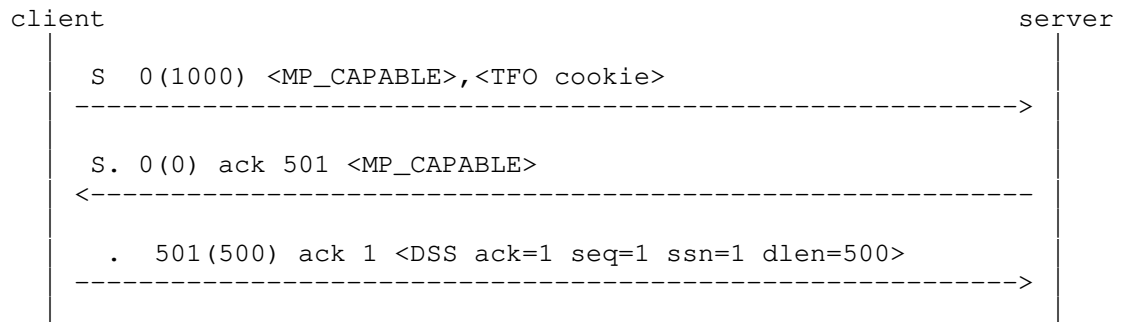 client server
S 0(1000) <MP_CAPABLE>,<TFO cookie>
----------------------------------------------------------->
S. 0(0) ack 501 <MP_CAPABLE>
<-----------------------------------------------------------
. 501(500) ack 1 <DSS ack=1 seq=1 ssn=1 dlen=500>
----------------------------------------------------------->